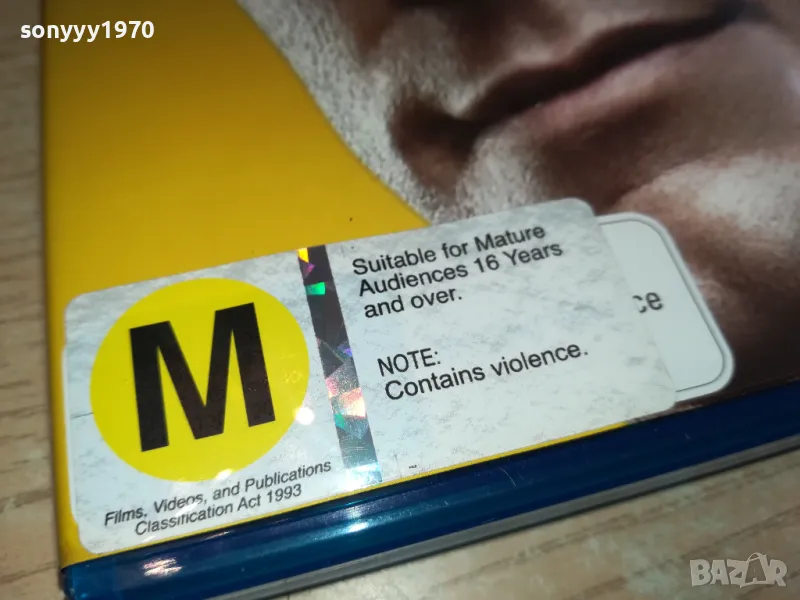 sonyyy1970
Suitable for Mature
Audiences 16 Years
and over.
NOTE:
Contains violence.
M
Films, Videos, and Publications
Classification Act 1993
BAZAR